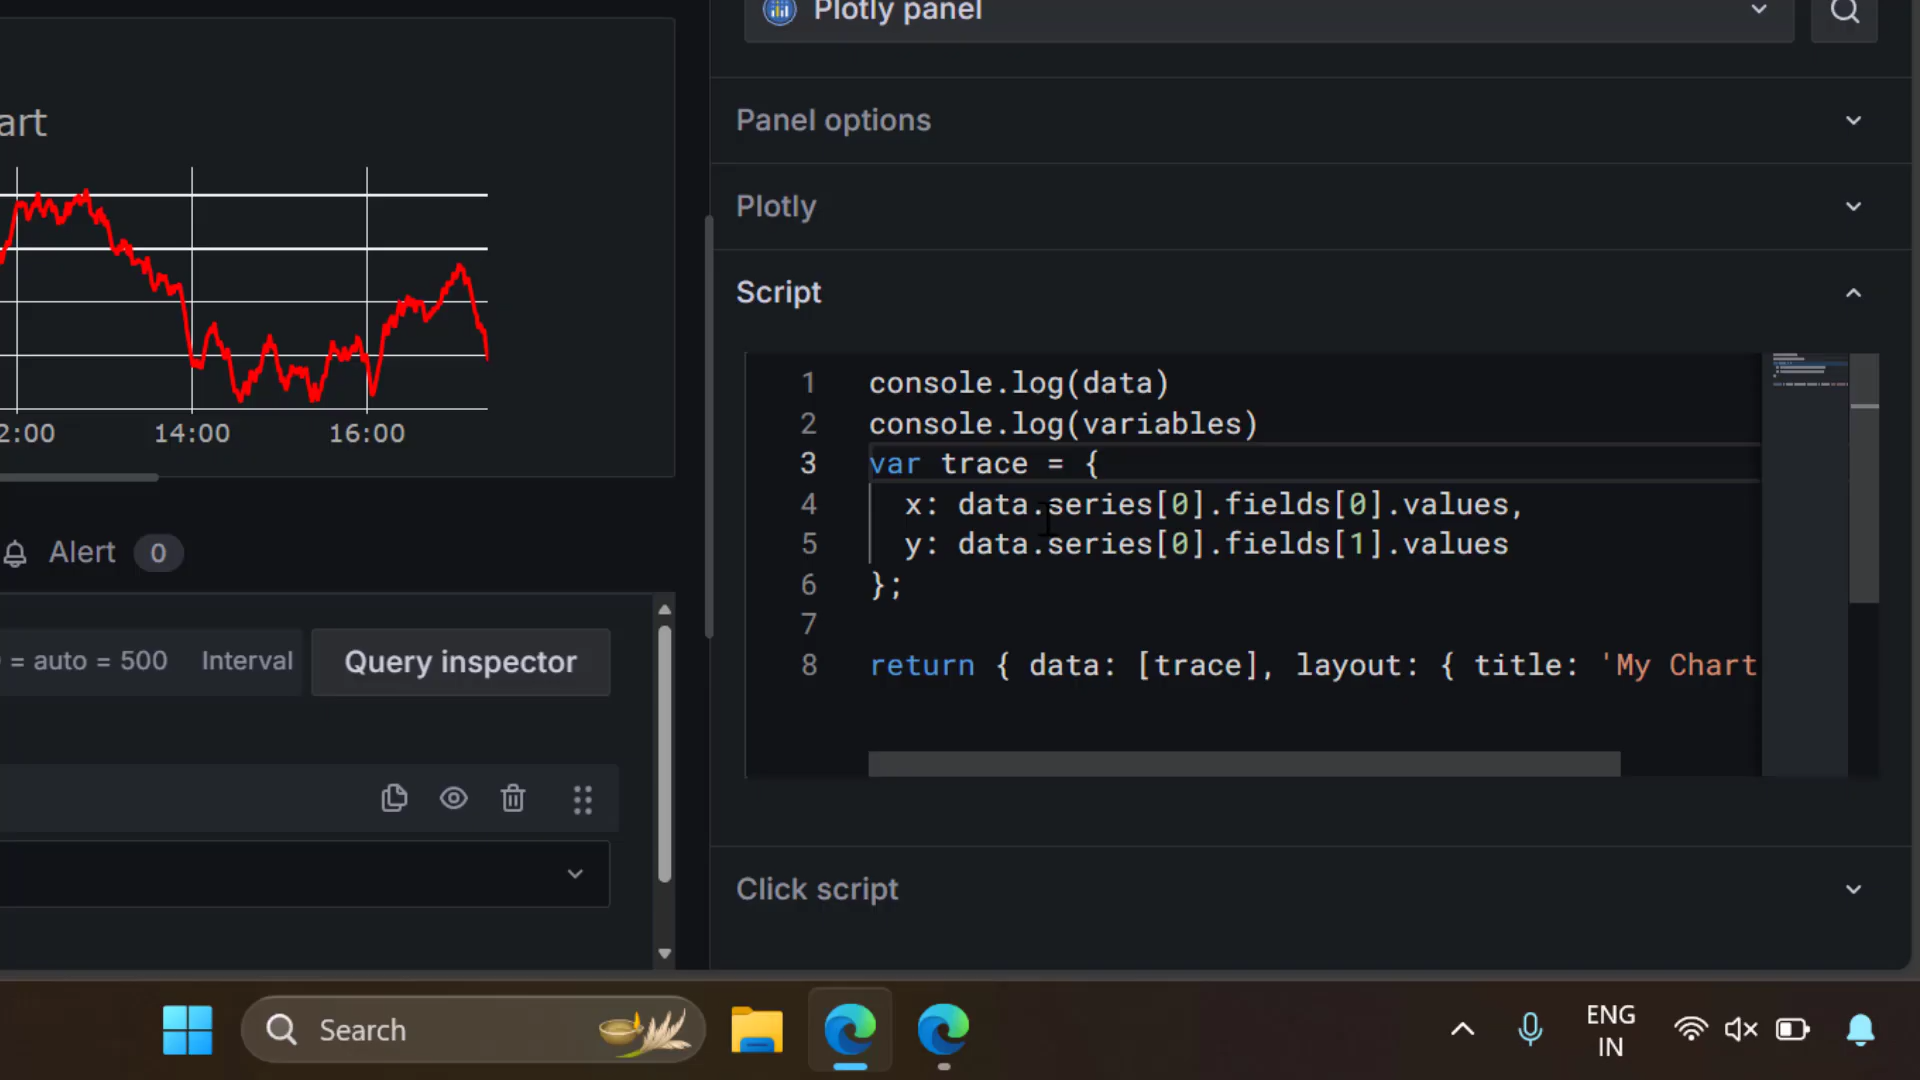 Plotly panel
Panel options
art
Plotly
Script
1 console.log(data)
2 console.log(variables)
3 var trace = {
4 x: data.series[0].fields[0].values,
5 y: data.series[0].fields[1].values
6 };
7
8 return { data: [trace], layout: { title: 'My Chart
2:00 14:00 16:00
Alert 0
= auto = 500 Interval Query inspector
Click script
Search
ENG
IN